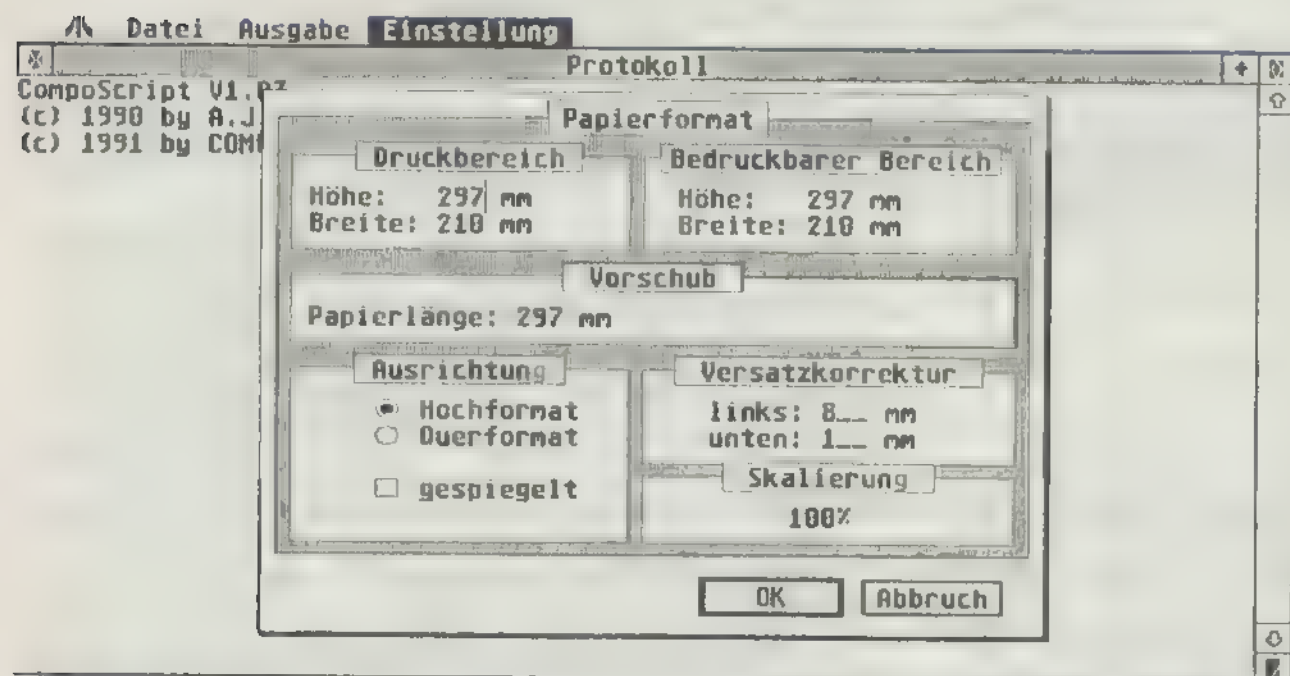 Datei Ausgabe Einstellung
Protokoll
CompoScript
(c) 1990 by A.J.
(c) 1991 by
Papierformat
Druckbereich
Höhe: 297 mm
Breite: 210 mm
Bedruckbarer Bereich
Höhe: 297 mm
Breite: 210 mm
Vorschub
Papierlänge: 297 mm
Ausrichtung
Hochformat
Querformat
gespiegelt
Versatzkorrektur
links: 8__ mm
unten: 1__ mm
Skalierung
100%
OK
Abbruch